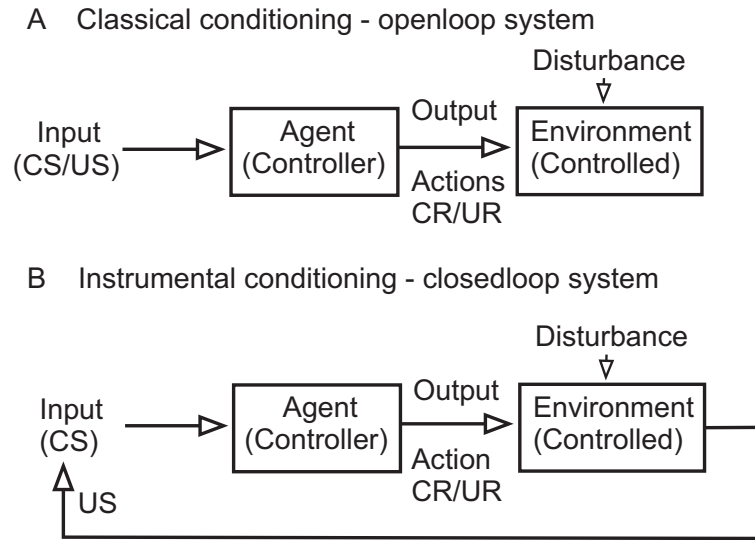 A Classical conditioning - openloop system
Disturbance
Input
(CS/US)
Agent
(Controller)
Output
Actions
CR/UR
Environment
(Controlled)
B Instrumental conditioning - closedloop system
Disturbance
Input
(CS)
Agent
(Controller)
Output
Action
CR/UR
Environment
(Controlled)
US